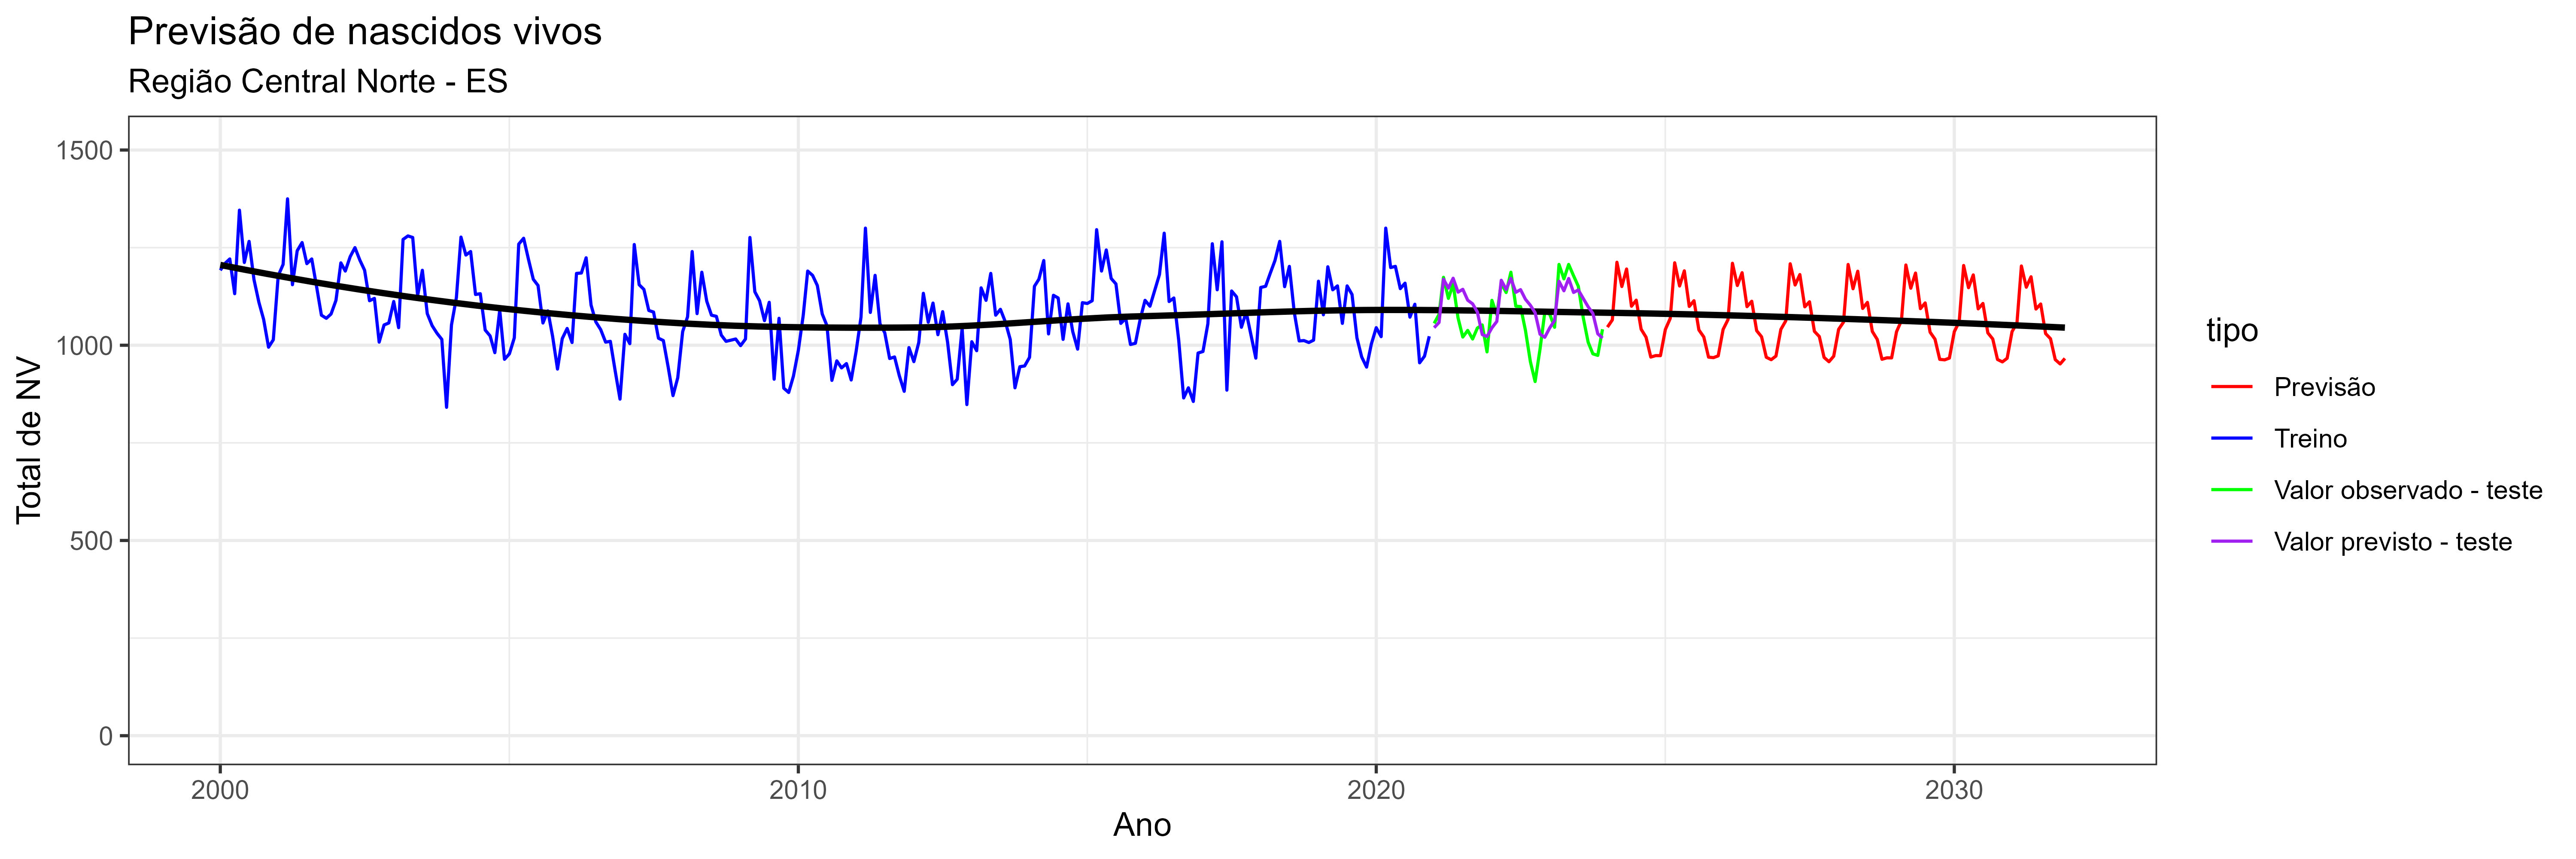 Previsão de nascidos vivos
Região Central Norte - ES
Total de NV
1500
1000
500
0
2000
2010
2020
2030
Ano
tipo
Previsão
Treino
Valor observado - teste
Valor previsto - teste